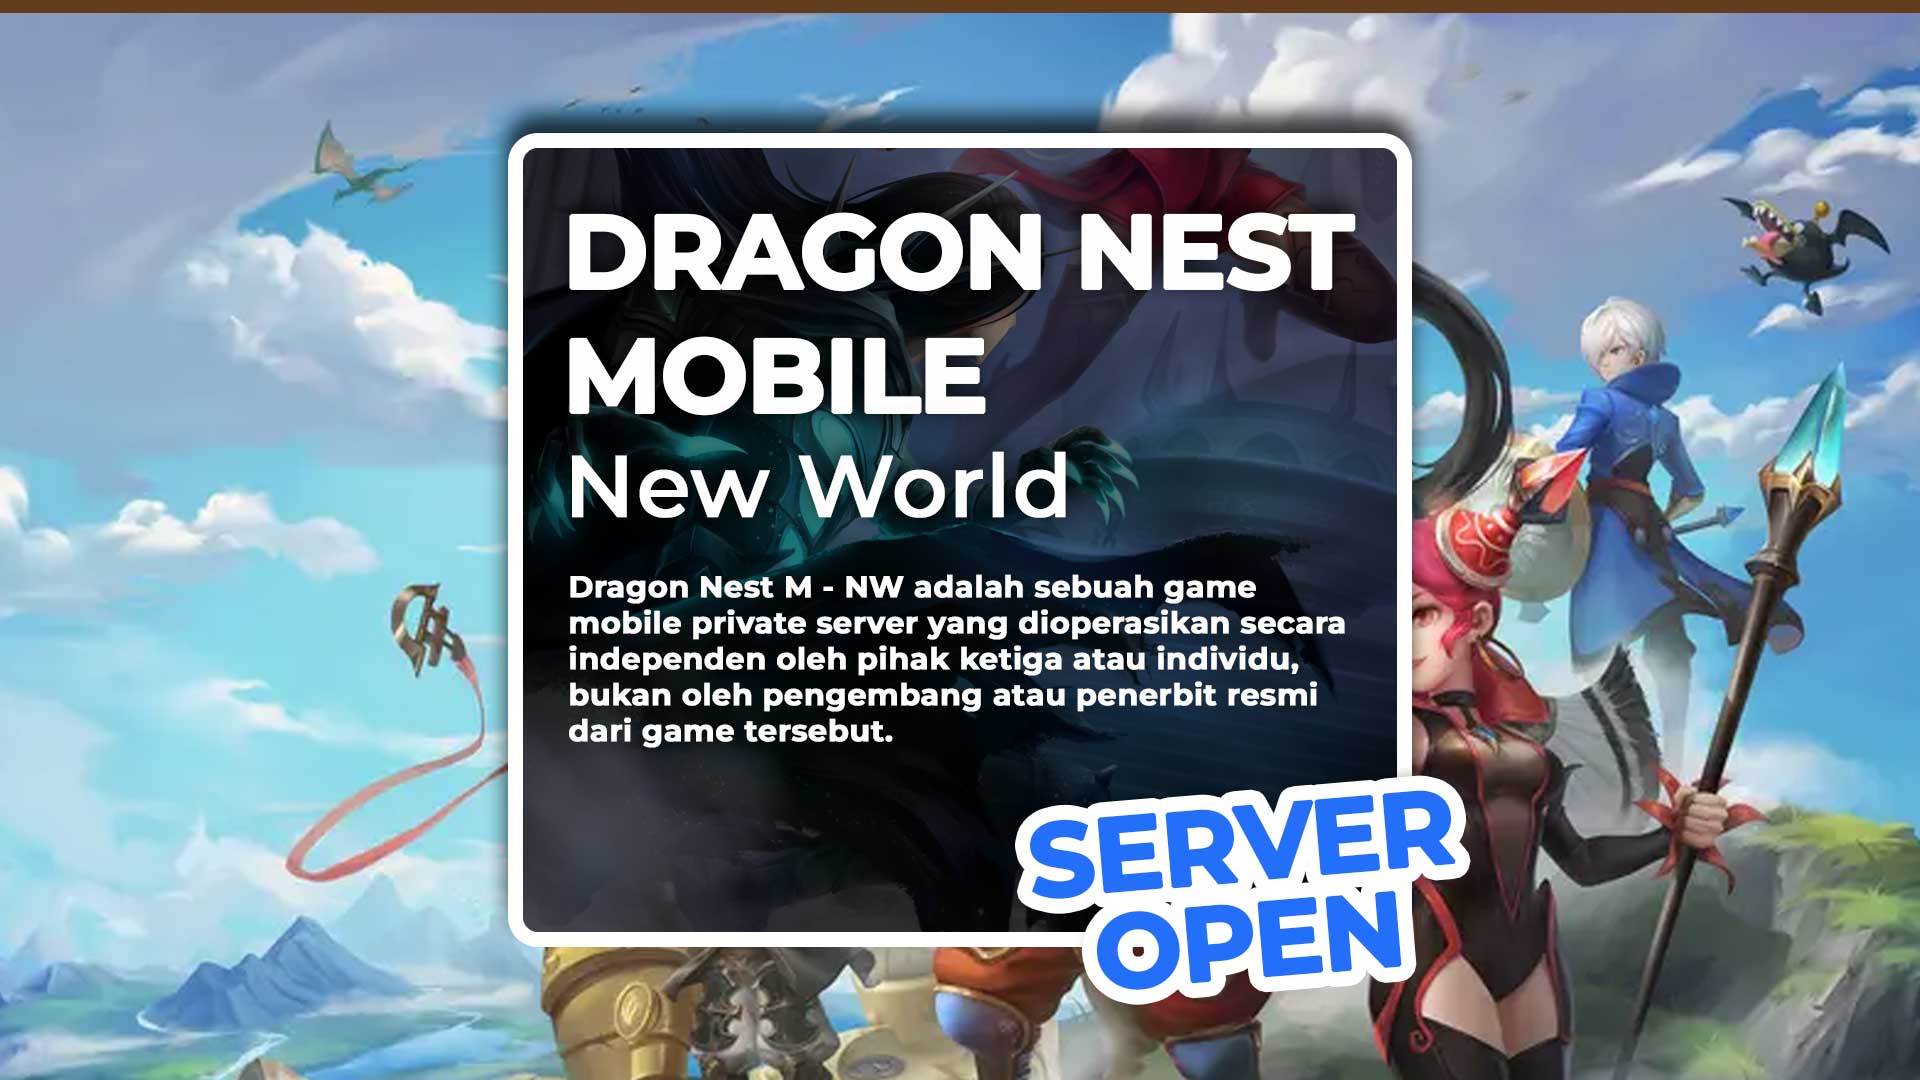 DRAGON NEST
MOBILE
New World
Dragon Nest M - NW adalah sebuah game
mobile private server yang dioperasikan secara
independen oleh pihak ketiga atau individu,
bukan oleh pengembang atau penerbit resmi
dari game tersebut.
SERVER
OPEN